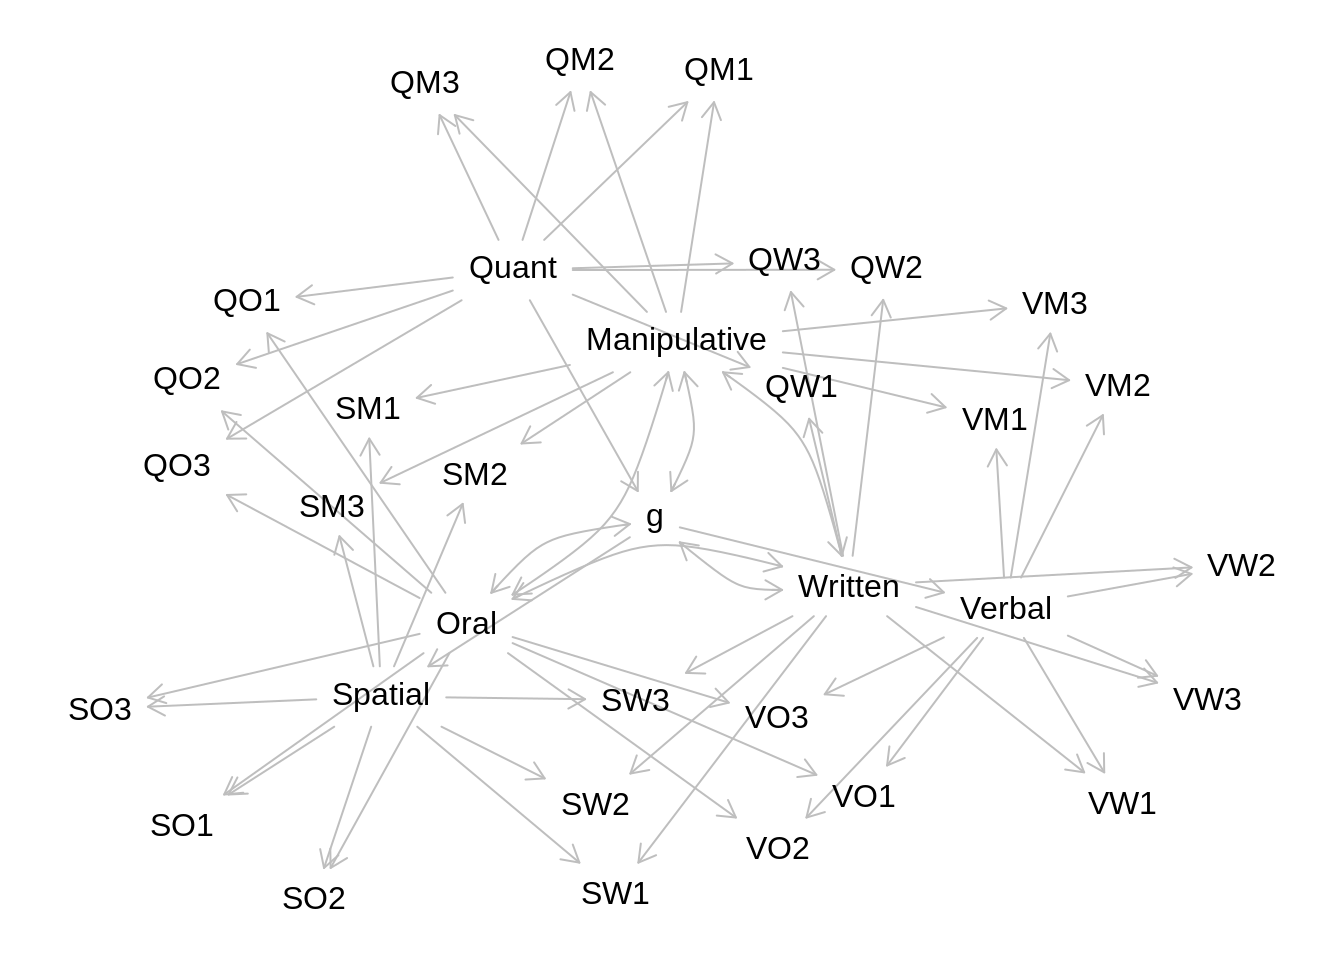 QM2
QM1
QM3
QW3
Quant
QW2
QO1
VM3
Manipulative
QO2
QW1
VM2
SM1
VM1
QO3
SM2
SM3
g
VW2
Written
Verbal
Oral
Spatial
SW3
VW3
SO3
VO3
VO1
SW2
VW1
SO1
VO2
SW1
SO2